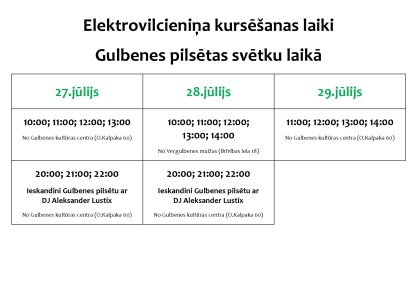 Elektrovilcieniņa kursēšanas laiki
Gulbenes pilsētas svētku laikā
27.jūlijs
28.jūlijs
29.jūlijs
10:00; 11:00; 12:00; 13:00
No Gulbenes kultūras centra (O.Kalpaka 60)
10:00; 11:00; 12:00;
13:00; 14:00
No Vecgulbenes muižas (Brīvības iela 18)
11:00; 12:00; 13:00; 14:00
No Gulbenes kultūras centra (O.Kalpaka 60)
20:00; 21:00; 22:00
Ieskandini Gulbenes pilsētu ar
DJ Aleksander Lustix
No Gulbenes kultūras centra (O.Kalpaka 60)
20:00; 21:00; 22:00
Ieskandini Gulbenes pilsētu ar
DJ Aleksander Lustix
No Gulbenes kultūras centra (O.Kalpaka 60)